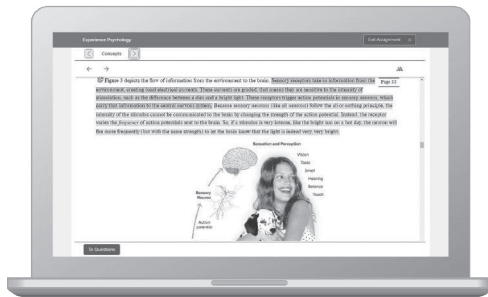 Experience Psychology
Exit Assignment
Concepts
Figure 3 depicts the flow of information from the environment to the brain. Sensory receptors take in information from the
Page 33
environment, creating local electrical currents. These currents are graded; that means they are sensitive to the intensity of
stimulation, such as the difference between a dim and a bright light. These receptors trigger action potentials in sensory neurons, which
carry that information to the central nervous system. Because sensory neurons (like all neurons) follow the all-or-nothing principle, the
intensity of the stimulus cannot be communicated to the brain by changing the strength of the action potential. Instead, the receptor
varies the frequency of action potentials sent to the brain. So, if a stimulus is very intense, like the bright sun on a hot day, the neuron will
fire more frequently (but with the same strength) to let the brain know that the light is indeed very, very bright.
Sensation and Perception
Vision
Taste
Smell
Hearing
Balance
Touch
Sensory
Neurons
Action
potential
To Questions